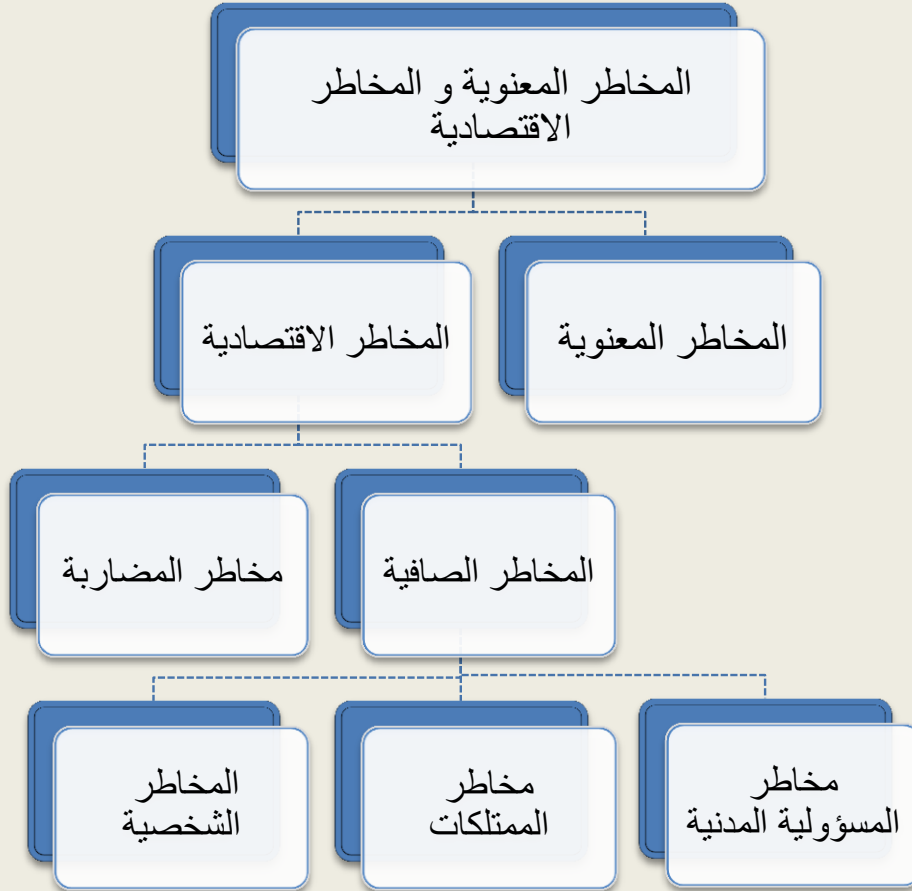 المخاطر المعنوية و المخاطر
الاقتصادية
المخاطر المعنوية
المخاطر الاقتصادية
المخاطر الصافية
مخاطر المضاربة
مخاطر
المسؤولية المدنية
مخاطر
الممتلكات
المخاطر
الشخصية